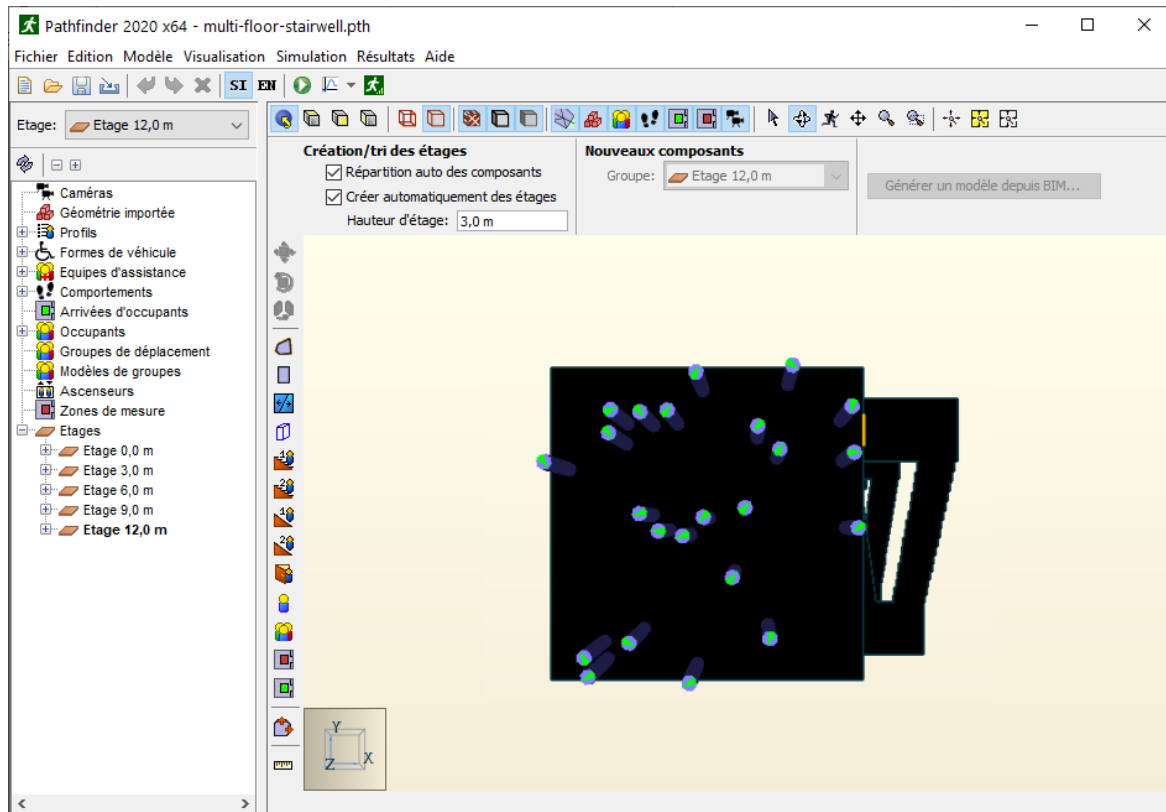 Pathfinder 2020 x64 - multi-floor-stairwell.pth
Fichier Edition Modèle Visualisation Simulation Résultats Aide
SI EN
Etage: Etage 12,0 m
Création/tri des étages
Répartition auto des composants
Créer automatiquement des étages
Hauteur d'étage: 3,0 m
Nouveaux composants
Groupe: Etage 12,0 m
Générer un modèle depuis BIM...
Caméras
Géométrie importée
Profils
Formes de véhicule
Equipes d'assistance
Comportements
Arrivées d'occupants
Occupants
Groupes de déplacement
Modèles de groupes
Ascenseurs
Zones de mesure
Etages
Etage 0,0 m
Etage 3,0 m
Etage 6,0 m
Etage 9,0 m
Etage 12,0 m
Y
Z X